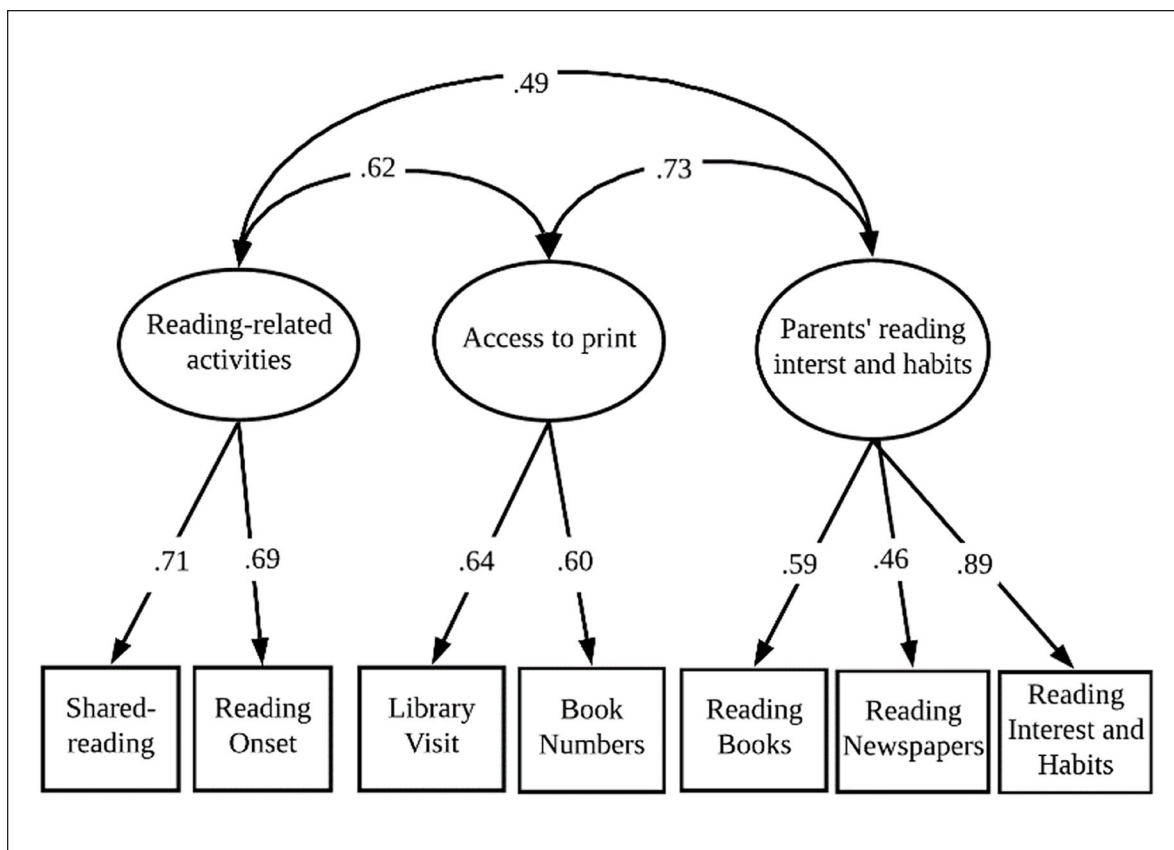 .49
.62
.73
Reading-related
activities
Access to print
Parents' reading
interst and habits
.71
.69
.64
.60
.59
.46
.89
Shared-
reading
Reading
Onset
Library
Visit
Book
Numbers
Reading
Books
Reading
Newspapers
Reading
Interest and
Habits